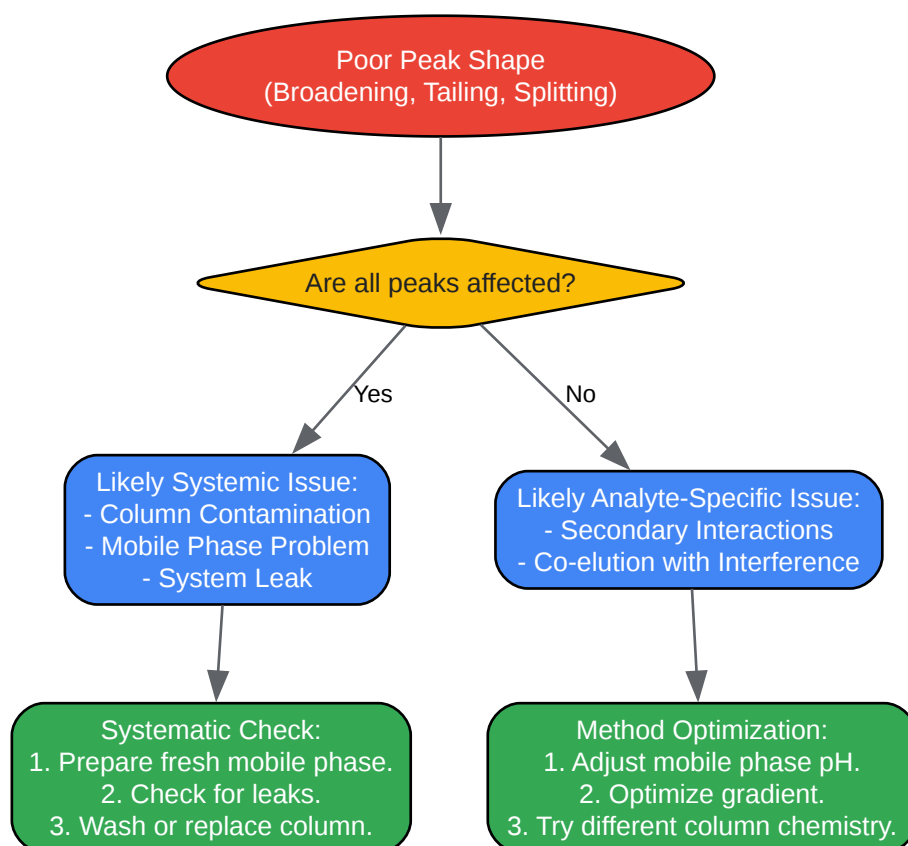 Poor Peak Shape
(Broadening, Tailing, Splitting)
Are all peaks affected?
Yes
No
Likely Systemic Issue:
- Column Contamination
- Mobile Phase Problem
- System Leak
Likely Analyte-Specific Issue:
- Secondary Interactions
- Co-elution with Interference
Systematic Check:
1. Prepare fresh mobile phase.
2. Check for leaks.
3. Wash or replace column.
Method Optimization:
1. Adjust mobile phase pH.
2. Optimize gradient.
3. Try different column chemistry.